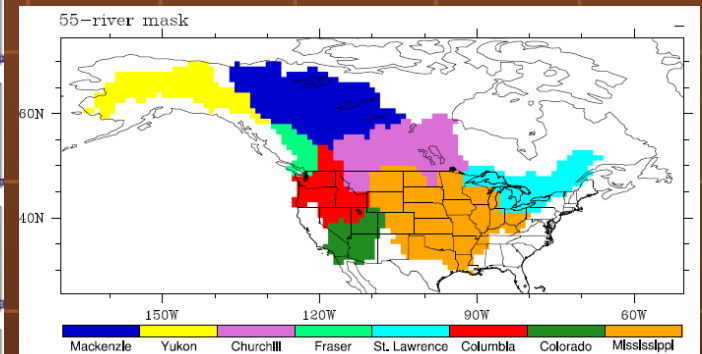 55-river mask
60N
40N
150W 120W 90W 60W
Mackenzie Yukon Churchill Fraser St. Lawrence Columbia Colorado Mississippi